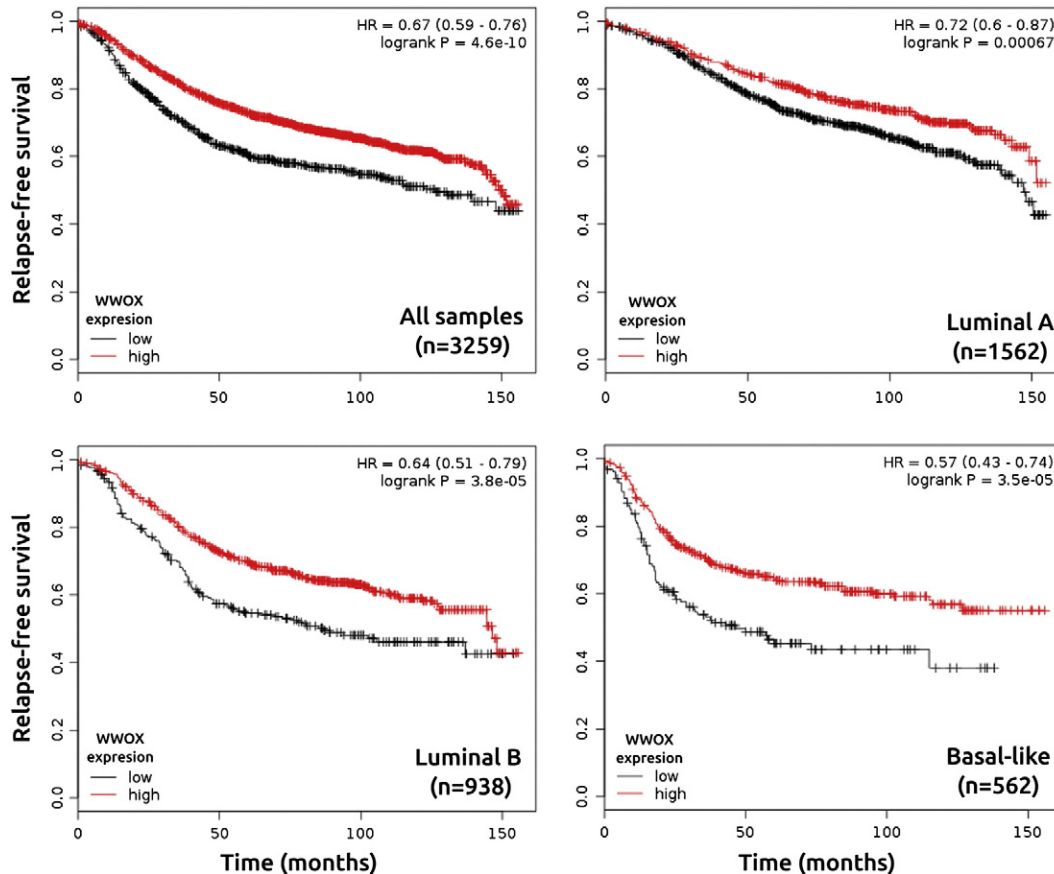 HR = 0.67 (0.59 - 0.76)
logrank P = 4.6e-10
Relapse-free survival
1.0
0.8
0.6
0.4
0.2
0.0
WWOX
expresion
low
high
All samples
(n=3259)
0
50
100
150
HR = 0.72 (0.6 - 0.87)
logrank P = 0.00067
1.0
0.8
0.6
0.4
0.2
0.0
WWOX
expresion
low
high
Luminal A
(n=1562)
0
50
100
150
HR = 0.64 (0.51 - 0.79)
logrank P = 3.8e-05
Relapse-free survival
1.0
0.8
0.6
0.4
0.2
0.0
WWOX
expresion
low
high
Luminal B
(n=938)
0
50
100
150
Time (months)
HR = 0.57 (0.43 - 0.74)
logrank P = 3.5e-05
1.0
0.8
0.6
0.4
0.2
0.0
WWOX
expresion
low
high
Basal-like
(n=562)
0
50
100
150
Time (months)